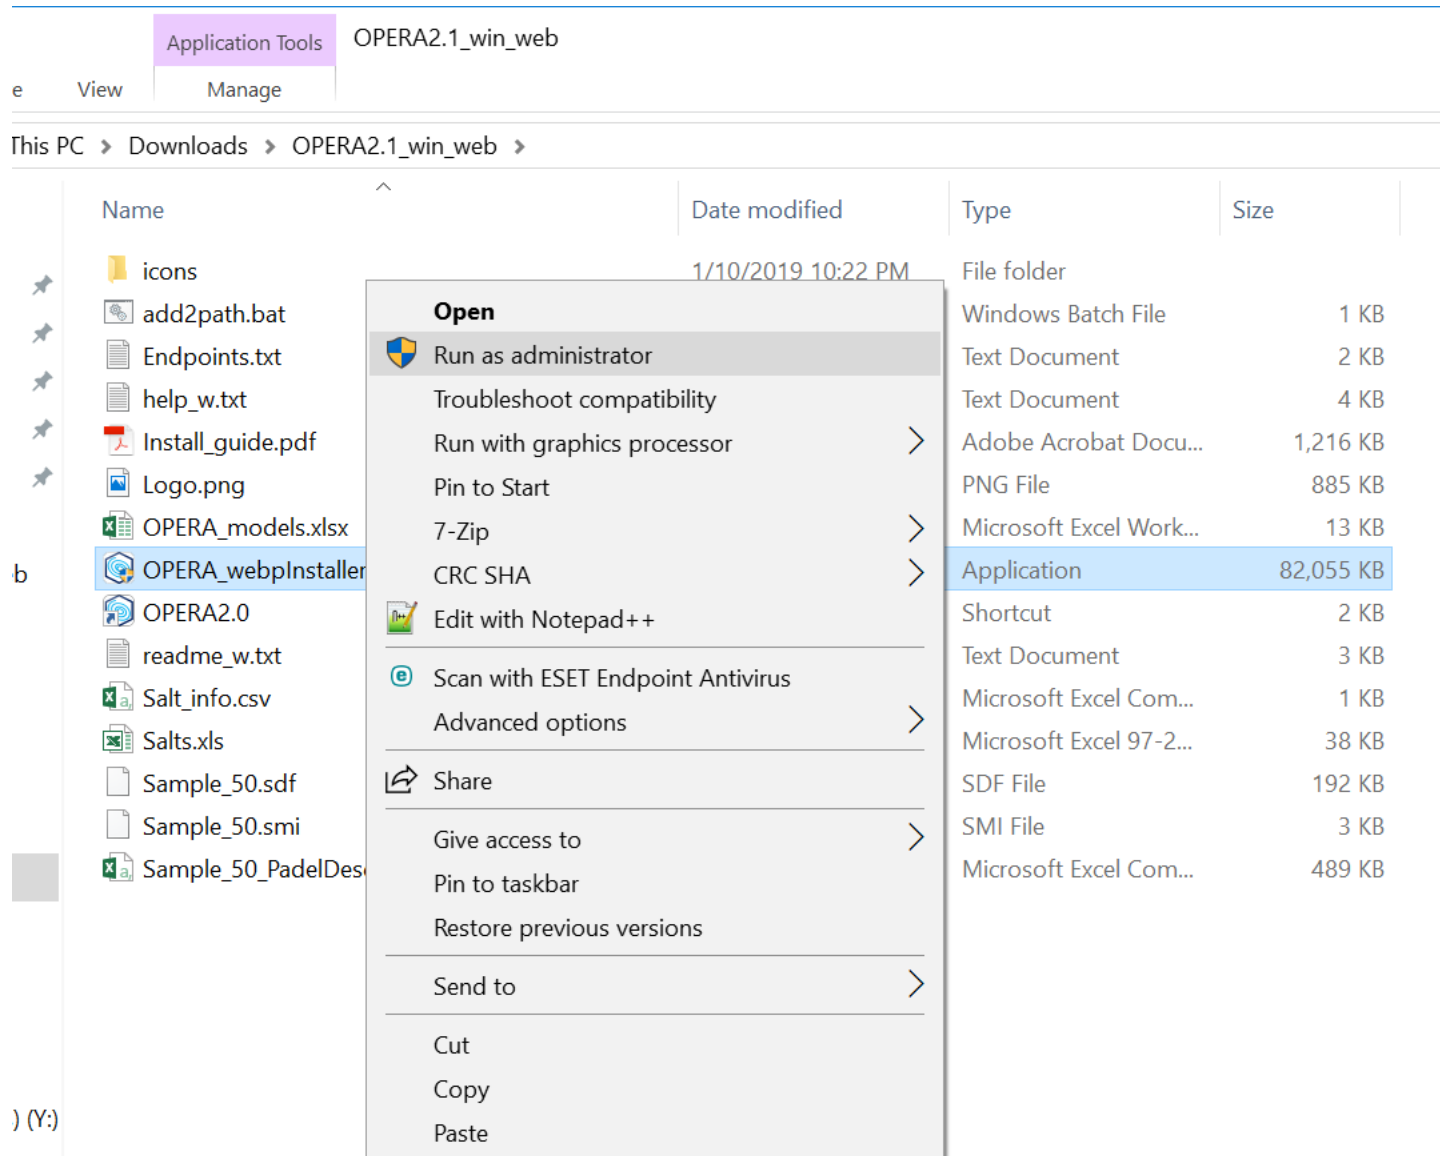 Application Tools
OPERA2.1_win_web
e
View
Manage
This PC > Downloads > OPERA2.1_win_web >
Name
Date modified
Type
Size
icons
1/10/2019 10:22 PM
File folder
add2path.bat
Windows Batch File
1 KB
Endpoints.txt
Text Document
2 KB
help_w.txt
Text Document
4 KB
Install_guide.pdf
Adobe Acrobat Docu...
1,216 KB
Logo.png
PNG File
885 KB
OPERA_models.xlsx
Microsoft Excel Work...
13 KB
OPERA_webpInstaller
Application
82,055 KB
OPERA2.0
Shortcut
2 KB
readme_w.txt
Text Document
3 KB
Salt_info.csv
Microsoft Excel Com...
1 KB
Salts.xls
Microsoft Excel 97-2...
38 KB
Sample_50.sdf
SDF File
192 KB
Sample_50.smi
SMI File
3 KB
Sample_50_PadelDes
Microsoft Excel Com...
489 KB
Open
Run as administrator
Troubleshoot compatibility
Run with graphics processor
Pin to Start
7-Zip
CRC SHA
Edit with Notepad++
Scan with ESET Endpoint Antivirus
Advanced options
Share
Give access to
Pin to taskbar
Restore previous versions
Send to
Cut
Copy
Paste
b
) (Y:)